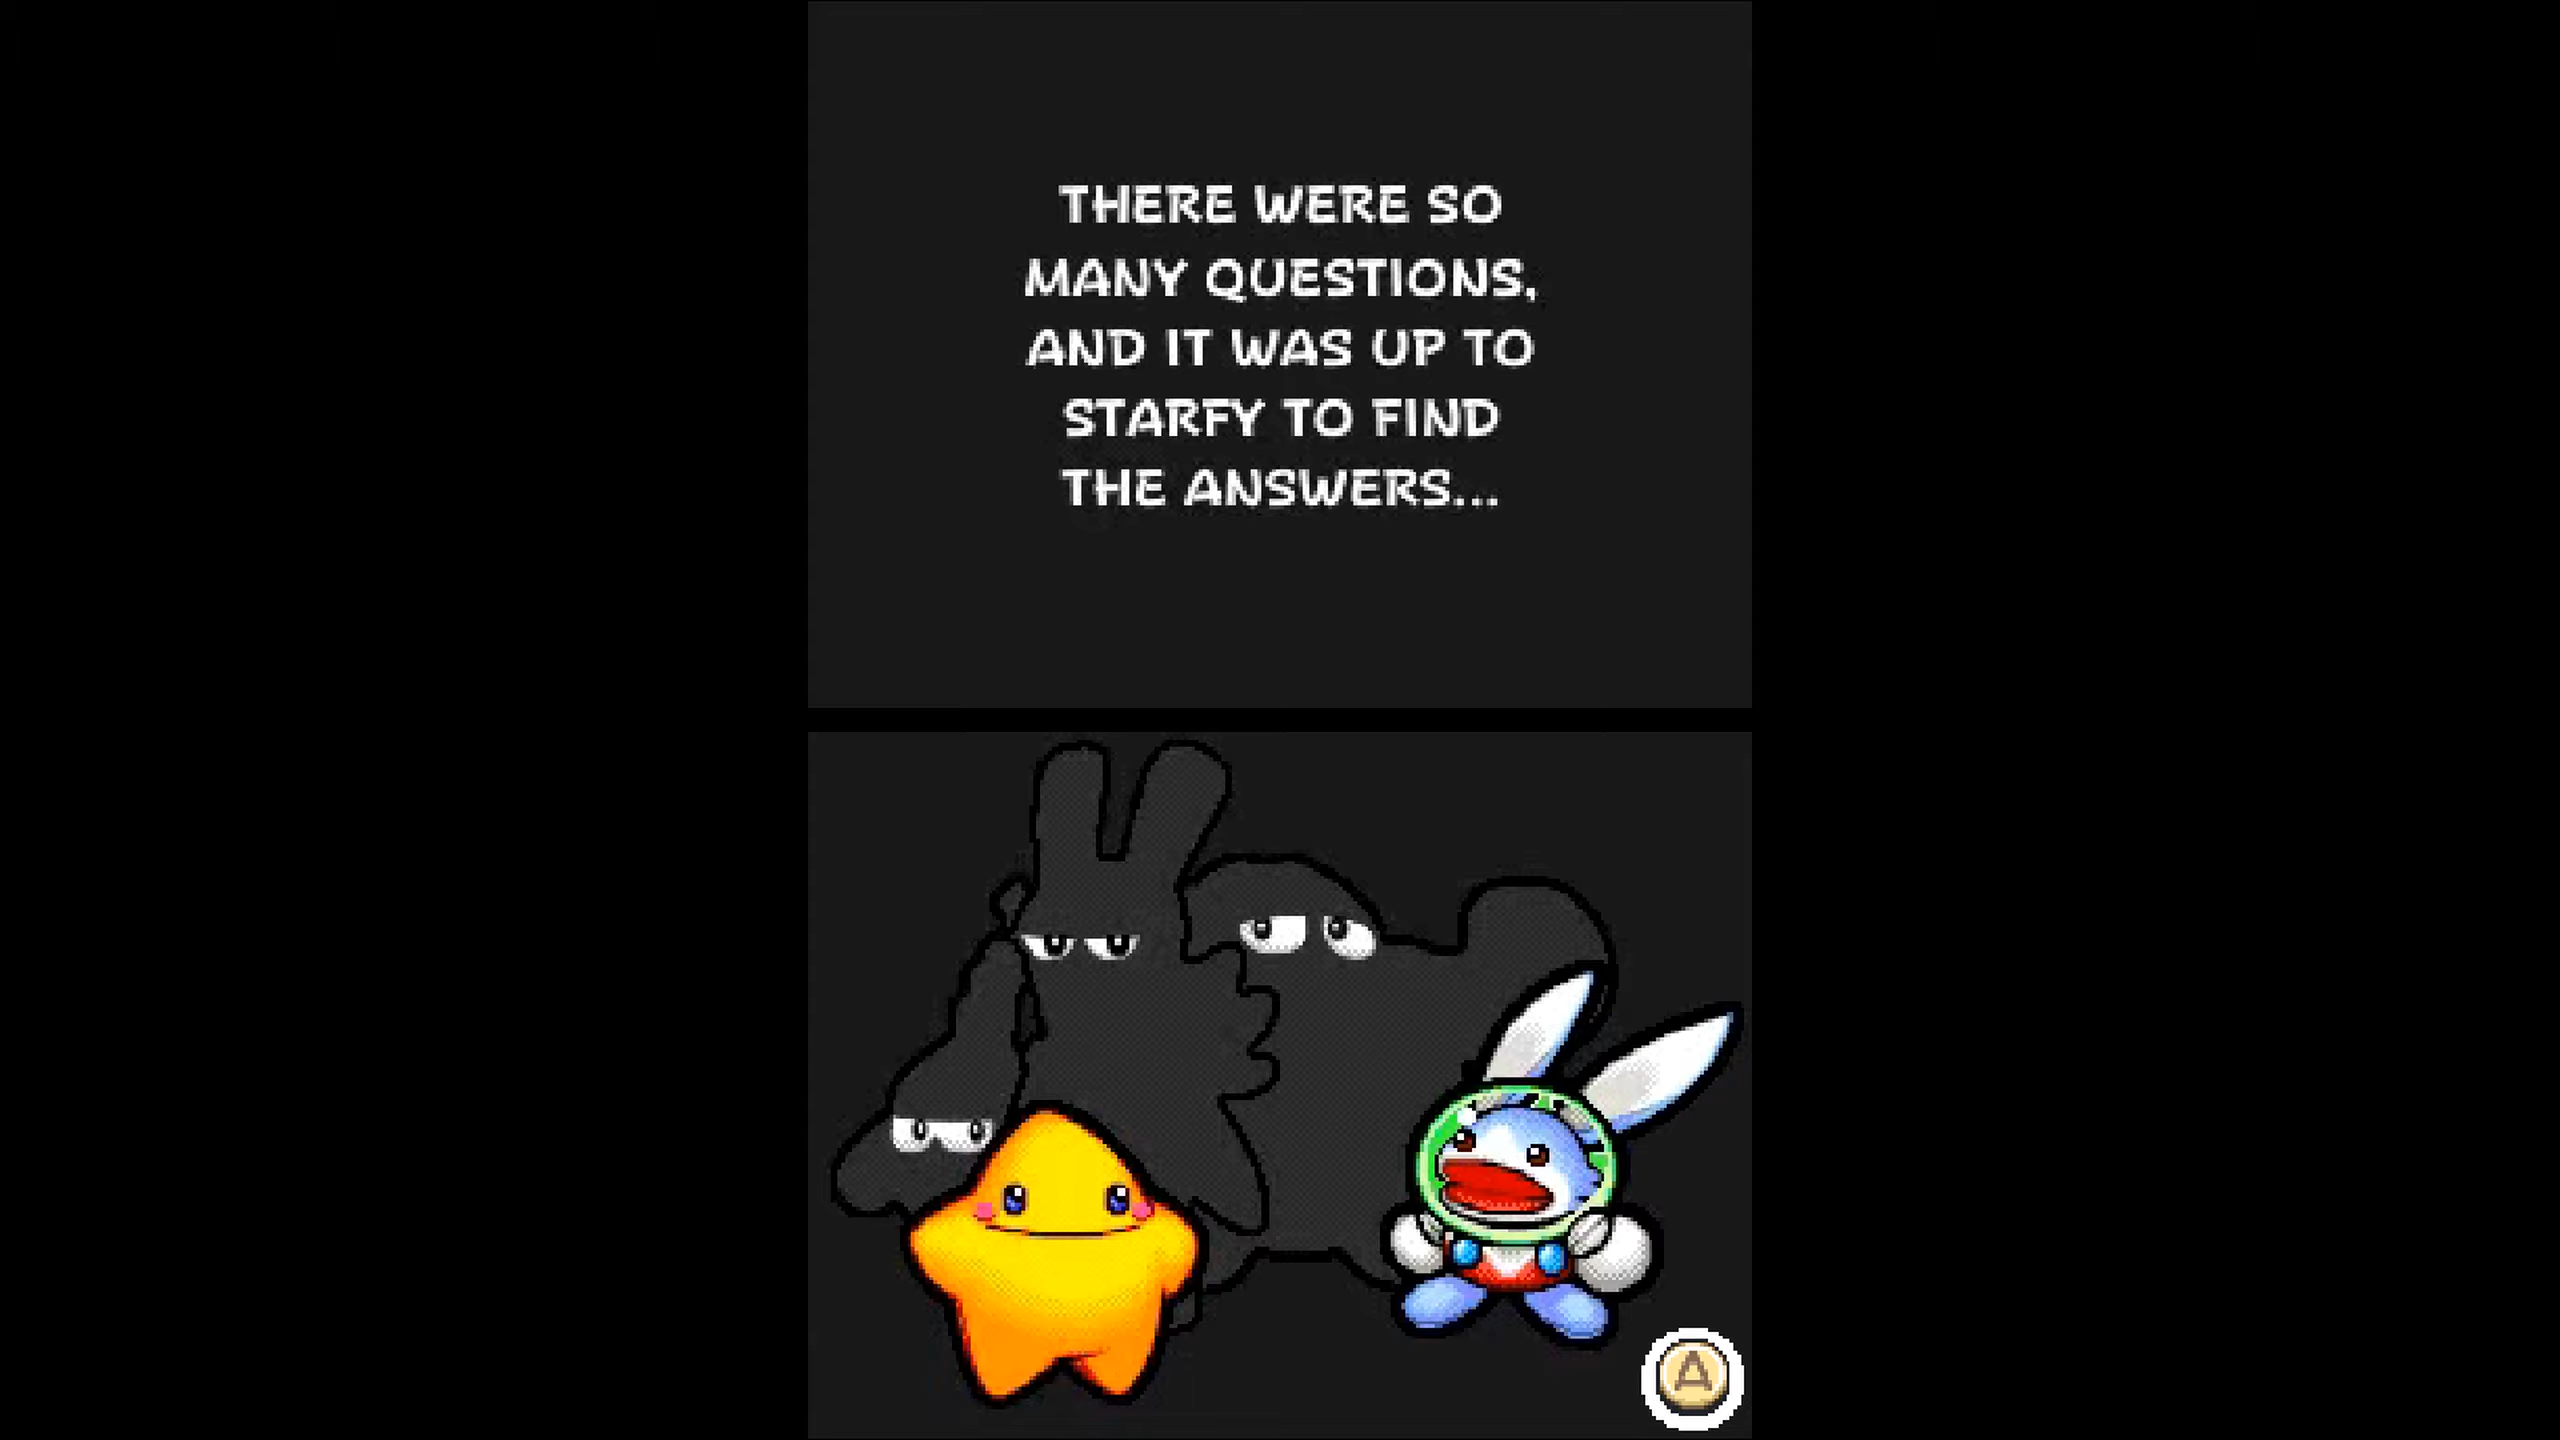 THERE WERE SO
MANY QUESTIONS,
AND IT WAS UP TO
STARFY TO FIND
THE ANSWERS...
A